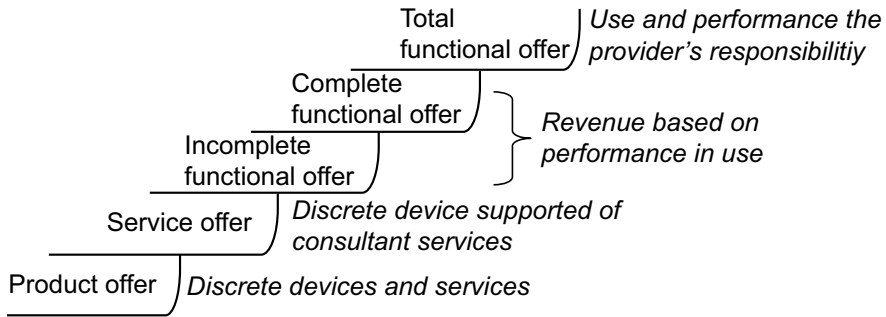 Total
functional offer
Use and performance the
provider's responsibilitiy
Complete
functional offer
Revenue based on
performance in use
Incomplete
functional offer
Service offer
Discrete device supported of
consultant services
Product offer
Discrete devices and services